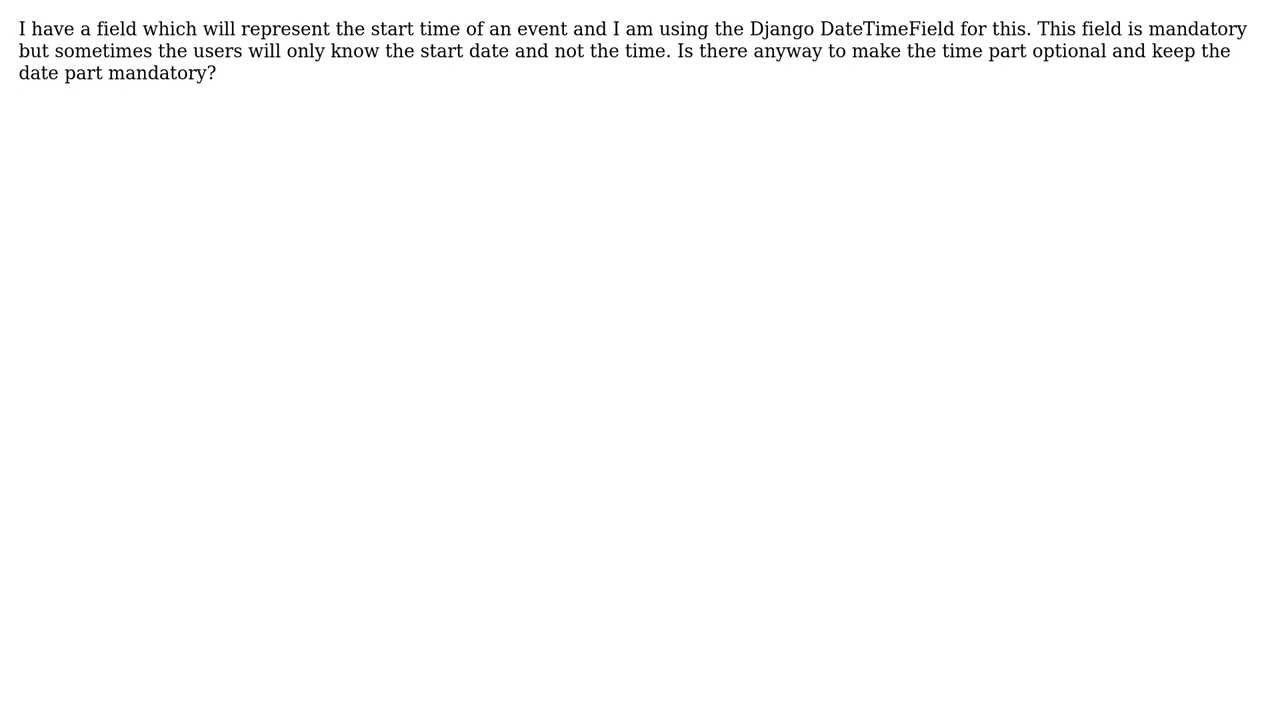 I have a field which will represent the start time of an event and I am using the Django DateTimeField for this. This field is mandatory
but sometimes the users will only know the start date and not the time. Is there anyway to make the time part optional and keep the
date part mandatory?